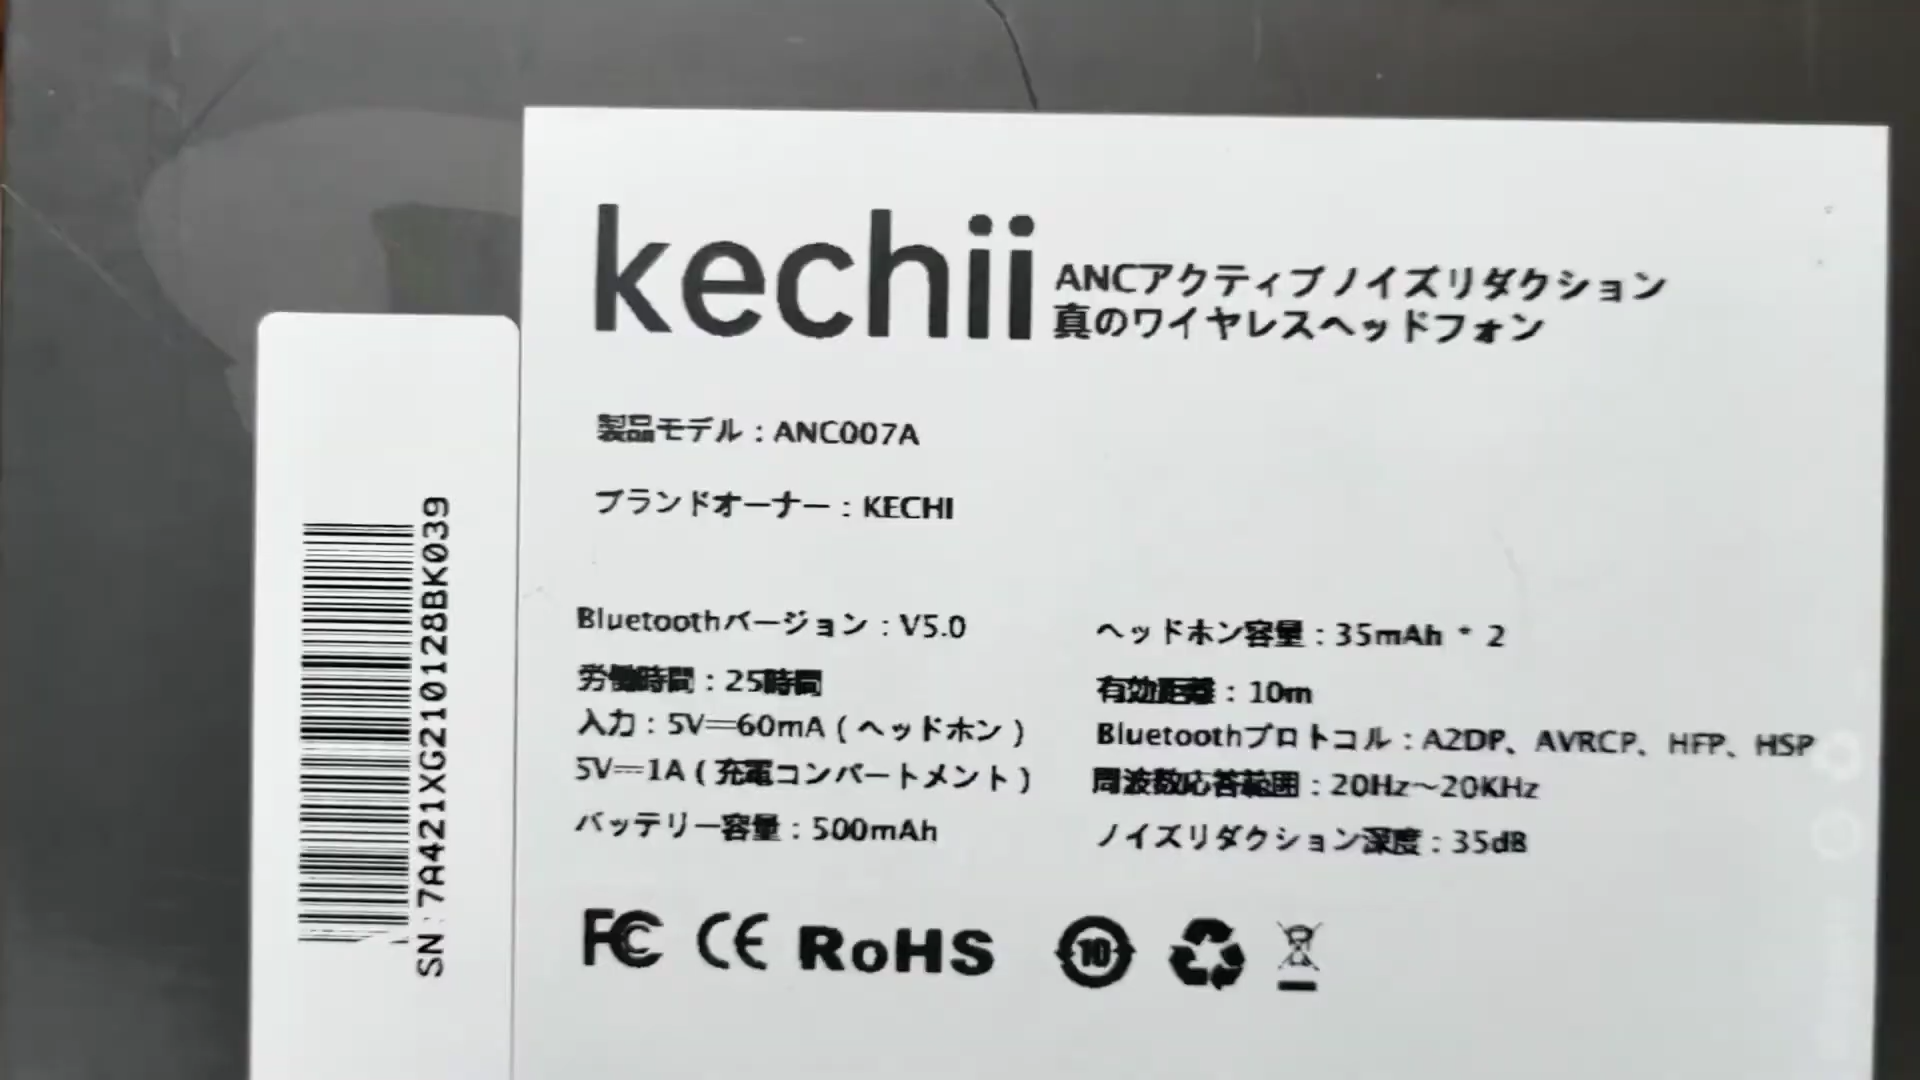 kechii
ANCアクティブノイズリダクション
真のワイヤレスヘッドフォン
製品モデル：ANC007A
ブランドオーナー：KECHI
Bluetoothバージョン：V5.0
労働時間：25時間
入力：5V⎓60mA（ヘッドホン）
5V⎓1A（充電コンパートメント）
バッテリー容量：500mAh
ヘッドホン容量：35mAh * 2
有効距離：10m
Bluetoothプロトコル：A2DP、AVRCP、HFP、HSP
周波数応答範囲：20Hz～20KHz
ノイズリダクション深度：35dB
FC CE RoHS 10
SN:7A421XG210128BK039